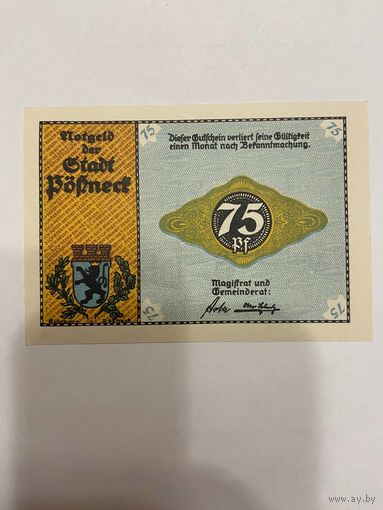 Notgeld
der
Stadt
Pößneck
Dieser Gutschein verliert seine Gültigkeit
einen Monat nach Bekanntmachung.
75
75
75
Pf
Magistrat und
Gemeinderat:
75
75
www.ay.by